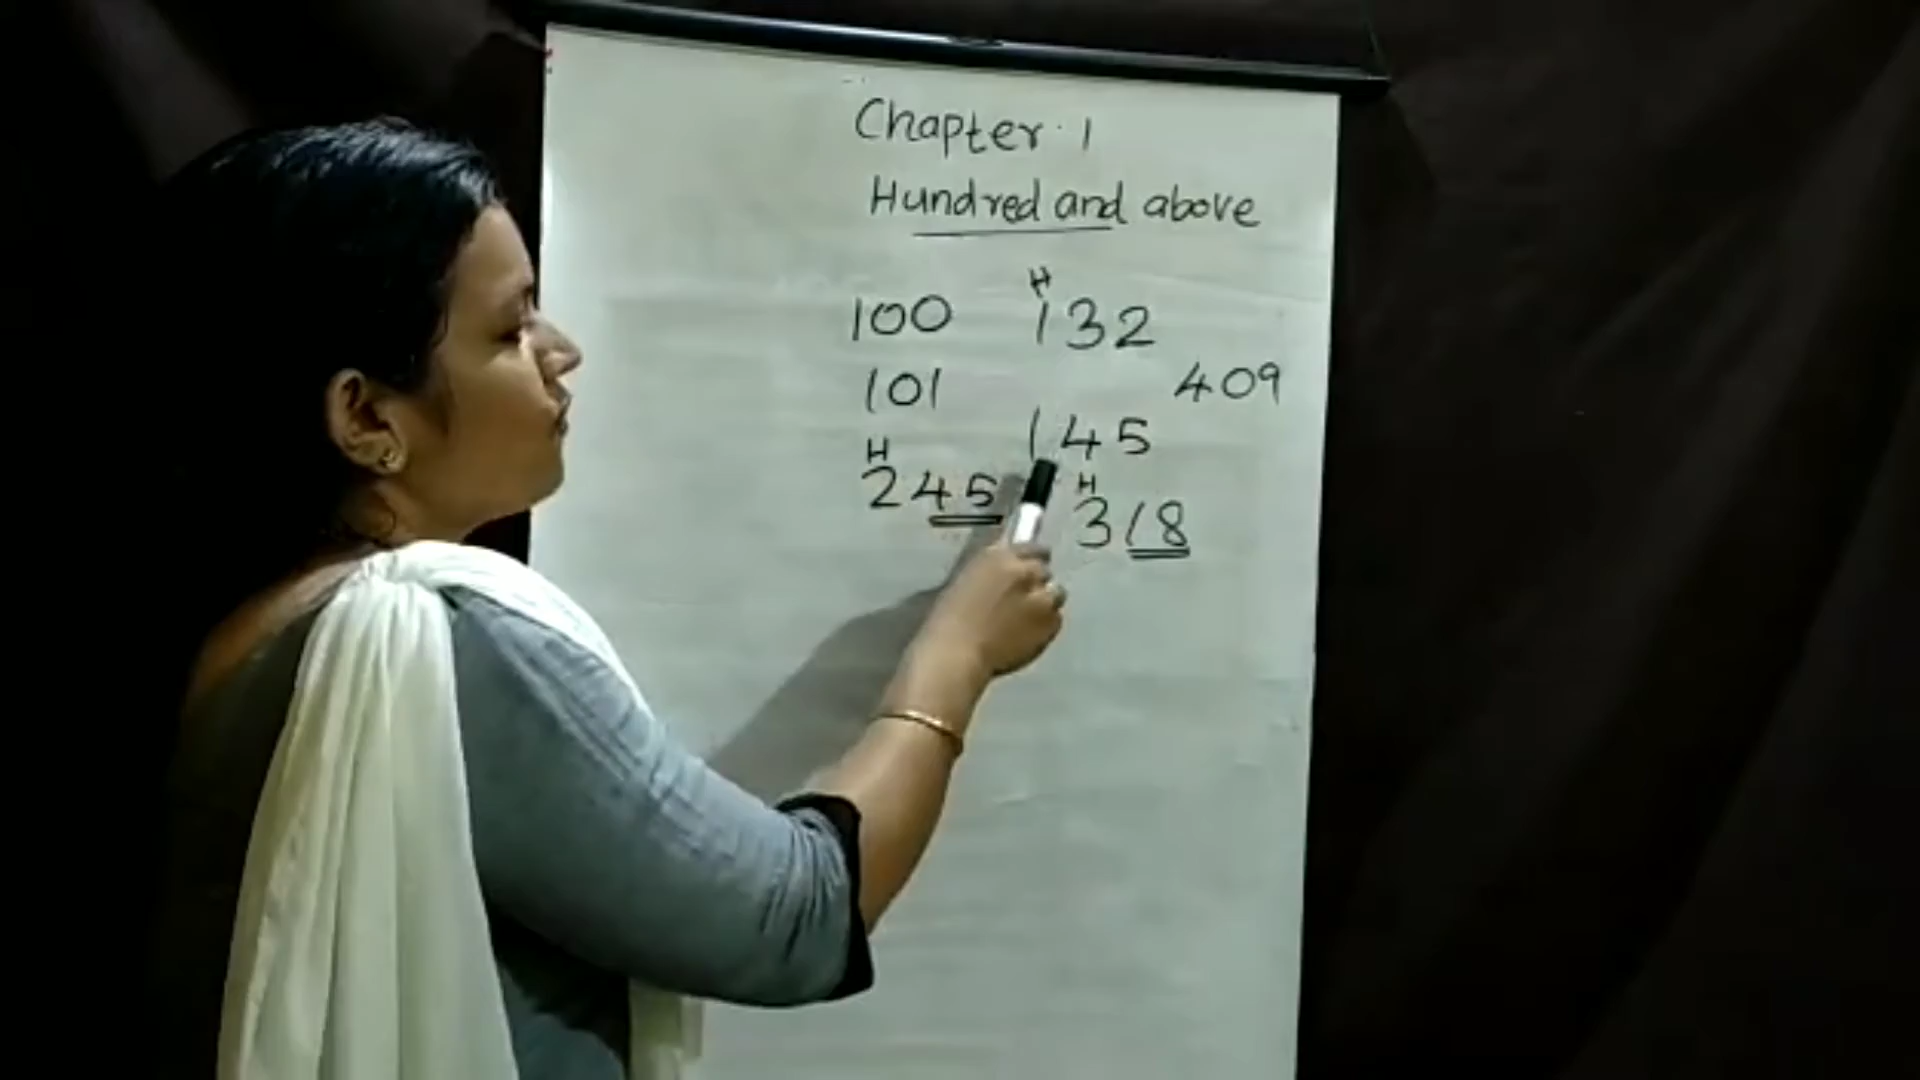 Chapter. 1
Hundred and above
H
100 132
101 409
145
H H
245 318